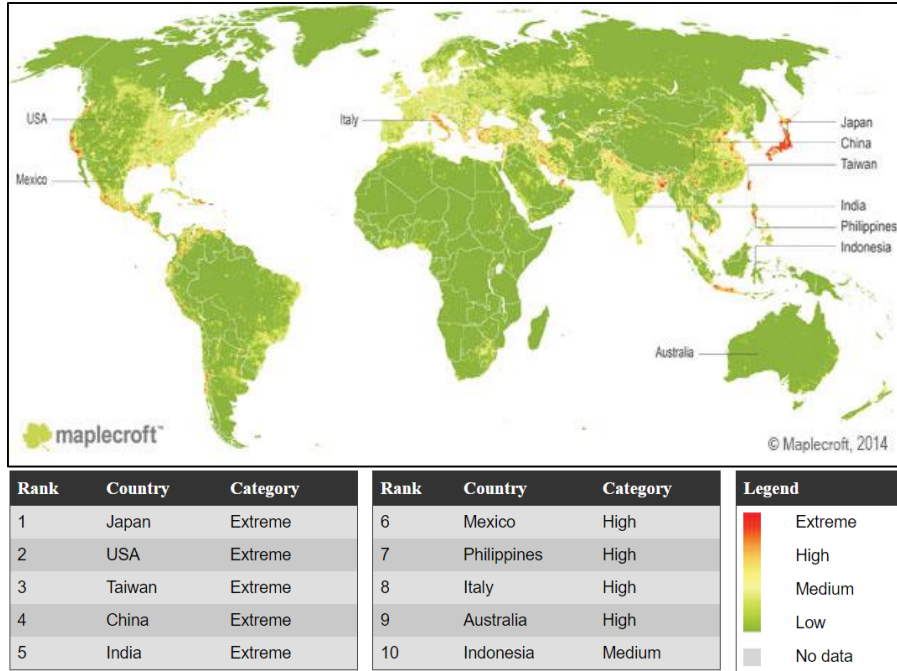 USA
Mexico
Italy
Japan
China
Taiwan
India
Philippines
Indonesia
Australia
maplecroft™
© Maplecroft, 2014
Rank Country Category
1 Japan Extreme
2 USA Extreme
3 Taiwan Extreme
4 China Extreme
5 India Extreme
Rank Country Category
6 Mexico High
7 Philippines High
8 Italy High
9 Australia High
10 Indonesia Medium
Legend
Extreme
High
Medium
Low
No data